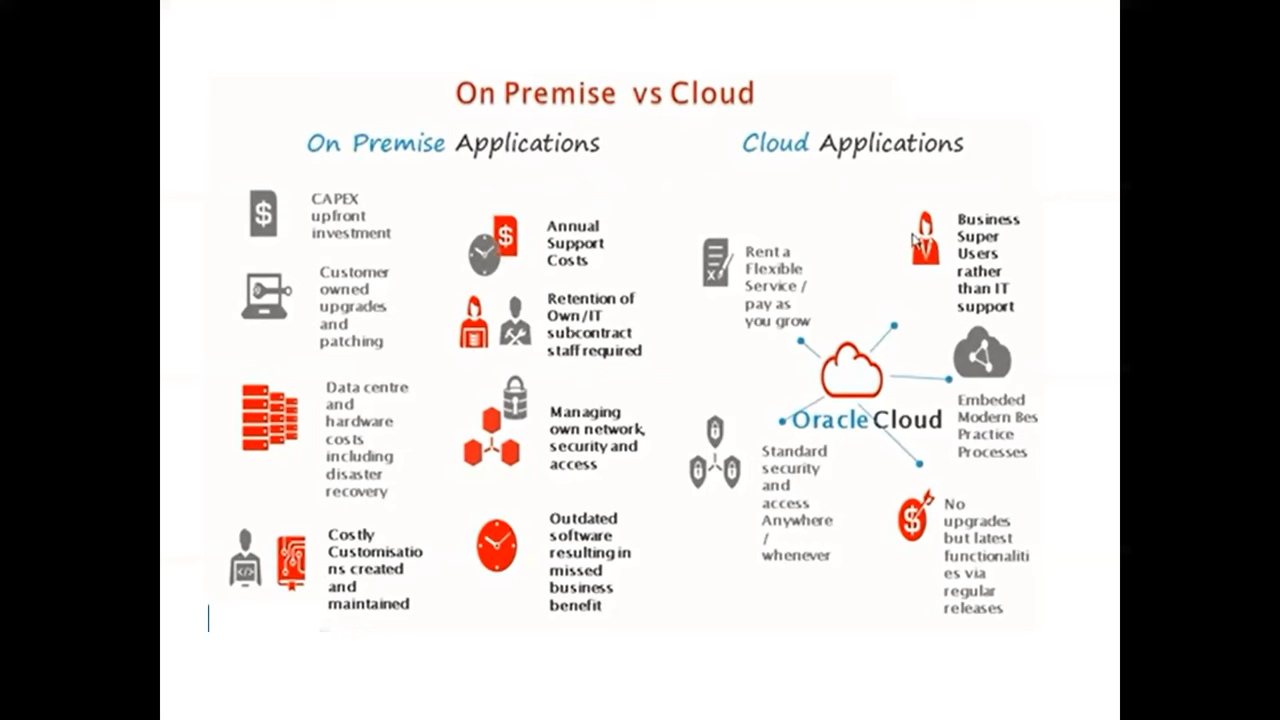 On Premise vs Cloud
On Premise Applications
CAPEX
upfront
investment
Customer
owned
upgrades
and
patching
Data centre
and
hardware
costs
including
disaster
recovery
Costly
Customisatio
ns created
and
maintained
Annual
Support
Costs
Retention of
Own/IT
subcontract
staff required
Managing
own network,
security and
access
Outdated
software
resulting in
missed
business
benefit
Cloud Applications
Rent a
Flexible
Service /
pay as
you grow
Business
Super
Users
rather
than IT
support
Oracle Cloud
Embeded
Modern Bes
Practice
Processes
Standard
security
and
access
Anywhere
/
whenever
No
upgrades
but latest
functionaliti
es via
regular
releases